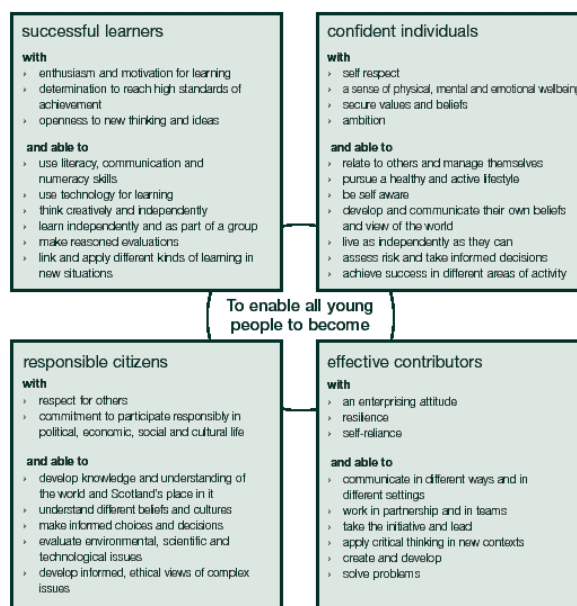 successful learners
with
› enthusiasm and motivation for learning
› determination to reach high standards of
achievement
› openness to new thinking and ideas
and able to
› use literacy, communication and
numeracy skills
› use technology for learning
› think creatively and independently
› learn independently and as part of a group
› make reasoned evaluations
› link and apply different kinds of learning in
new situations
confident individuals
with
› self respect
› a sense of physical, mental and emotional wellbeing
› secure values and beliefs
› ambition
and able to
› relate to others and manage themselves
› pursue a healthy and active lifestyle
› be self aware
› develop and communicate their own beliefs
and view of the world
› live as independently as they can
› assess risk and take informed decisions
› achieve success in different areas of activity
To enable all young
people to become
responsible citizens
with
› respect for others
› commitment to participate responsibly in
political, economic, social and cultural life
and able to
› develop knowledge and understanding of
the world and Scotland's place in it
› understand different beliefs and cultures
› make informed choices and decisions
› evaluate environmental, scientific and
technological issues
› develop informed, ethical views of complex
issues
effective contributors
with
› an enterprising attitude
› resilience
› self-reliance
and able to
› communicate in different ways and in
different settings
› work in partnership and in teams
› take the initiative and lead
› apply critical thinking in new contexts
› create and develop
› solve problems